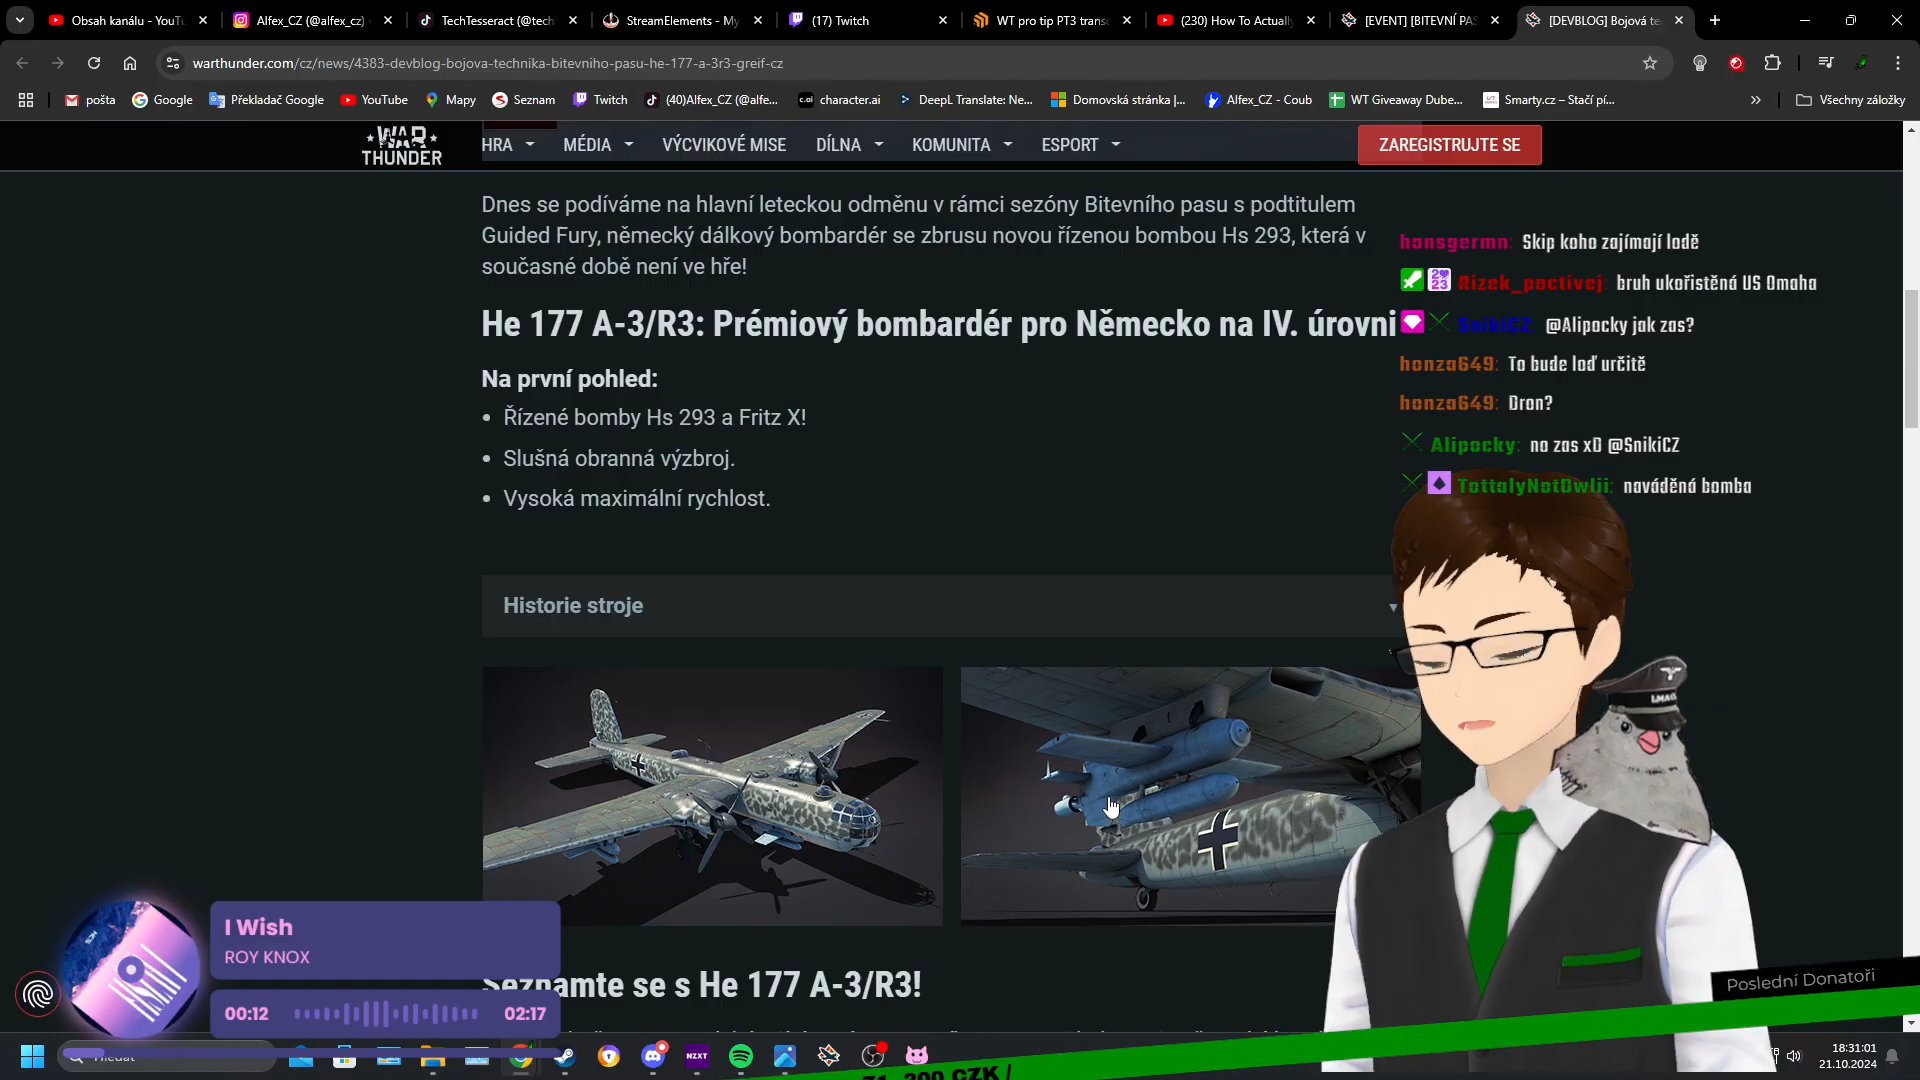 Obsah kanálu - YouTu
Alfex_CZ (@alfex_cz)
TechTesseract (@tech
StreamElements - My
(17) Twitch
WT pro tip PT3 trans
(230) How To Actuall
[EVENT] [BITEVNÍ PAS
[DEVBLOG] Bojová te
warthunder.com/cz/news/4383-devblog-bojova-technika-bitevniho-pasu-he-177-a-3r3-greif-cz
pošta
Google
Překladač Google
YouTube
Mapy
Seznam
Twitch
(40)Alfex_CZ (@alfe...
character.ai
DeepL Translate: Ne...
Domovská stránka |...
Alfex_CZ - Coub
WT Giveaway Dube...
Smarty.cz – Stačí pí...
Všechny záložky
WAR THUNDER
HRA
MÉDIA
VÝCVIKOVÉ MISE
DÍLNA
KOMUNITA
ESPORT
ZAREGISTRUJTE SE
Dnes se podíváme na hlavní leteckou odměnu v rámci sezóny Bitevního pasu s podtitulem
Guided Fury, německý dálkový bombardér se zbrusu novou řízenou bombou Hs 293, která v
současné době není ve hře!
He 177 A-3/R3: Prémiový bombardér pro Německo na IV. úrovni
Na první pohled:
• Řízené bomby Hs 293 a Fritz X!
• Slušná obranná výzbroj.
• Vysoká maximální rychlost.
Historie stroje
Seznamte se s He 177 A-3/R3!
hansgermn: Skip koho zajímají lodě
Rizek_poctivej: bruh ukořistěná US Omaha
SnikiCZ: @Alipocky jak zas?
honza649: To bude loď určitě
honza649: Dron?
Alipocky: no zas xD @SnikiCZ
TottalyNotOwlji: naváděná bomba
I Wish
ROY KNOX
00:12
02:17
Poslední Donatoři
Hledat
NZXT
18:31:01
21.10.2024